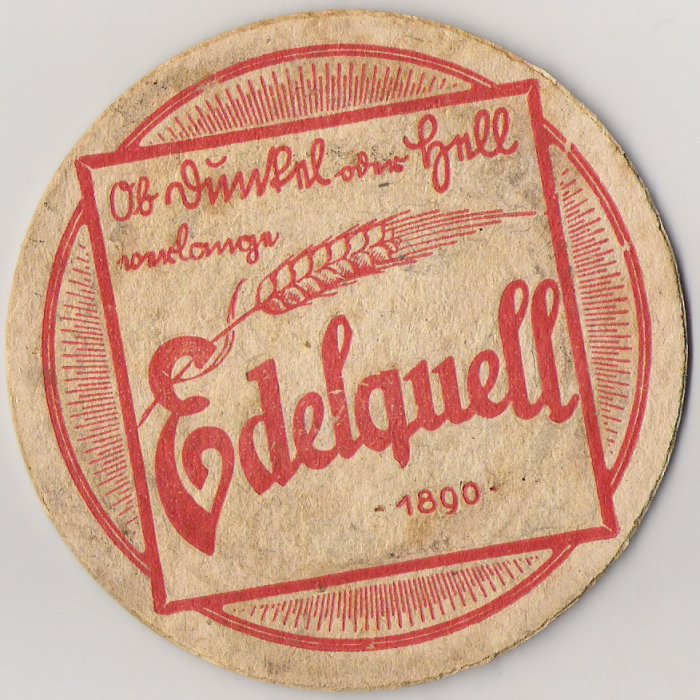 Ob Dunkel oder Hell
verlange
Edelquell
- 1890 -